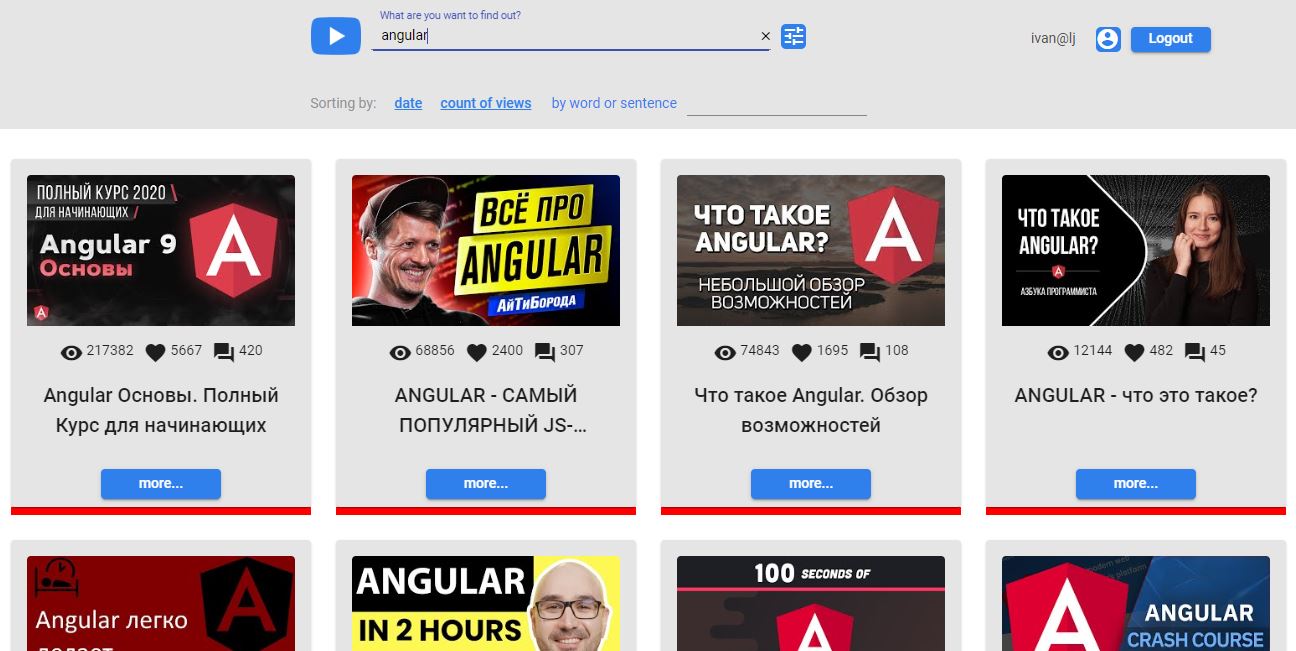 What are you want to find out?
angular
ivan@lj
Logout
Sorting by: date count of views by word or sentence
ПОЛНЫЙ КУРС 2020 \
ДЛЯ НАЧИНАЮЩИХ /
Angular 9
Основы
ВСЁ ПРО
ANGULAR
АйТиБорода
ЧТО ТАКОЕ
ANGULAR?
НЕБОЛЬШОЙ ОБЗОР
ВОЗМОЖНОСТЕЙ
ЧТО ТАКОЕ
ANGULAR?
АЗБУКА ПРОГРАММИСТА
217382 5667 420
68856 2400 307
74843 1695 108
12144 482 45
Angular Основы. Полный
Курс для начинающих
ANGULAR - САМЫЙ
ПОПУЛЯРНЫЙ JS-...
Что такое Angular. Обзор
возможностей
ANGULAR - что это такое?
more...
more...
more...
more...
Angular легко
ANGULAR
IN 2 HOURS
100 SECONDS OF
ANGULAR
CRASH COURSE